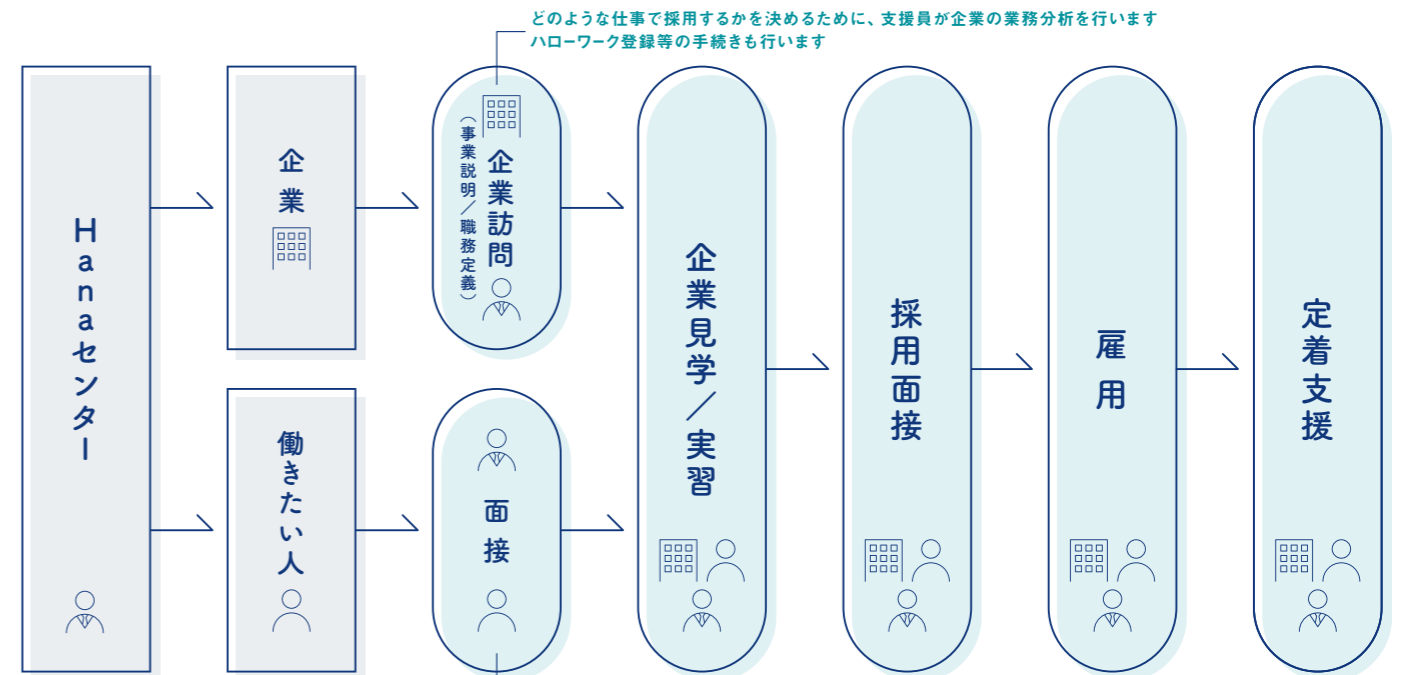 どのような仕事で採用するかを決めるために、支援員が企業の業務分析を行います
ハローワーク登録等の手続きも行います
Hanaセンター
企業
企業訪問
（事業説明／職務定義）
働きたい人
面接
企業見学／実習
採用面接
雇用
定着支援